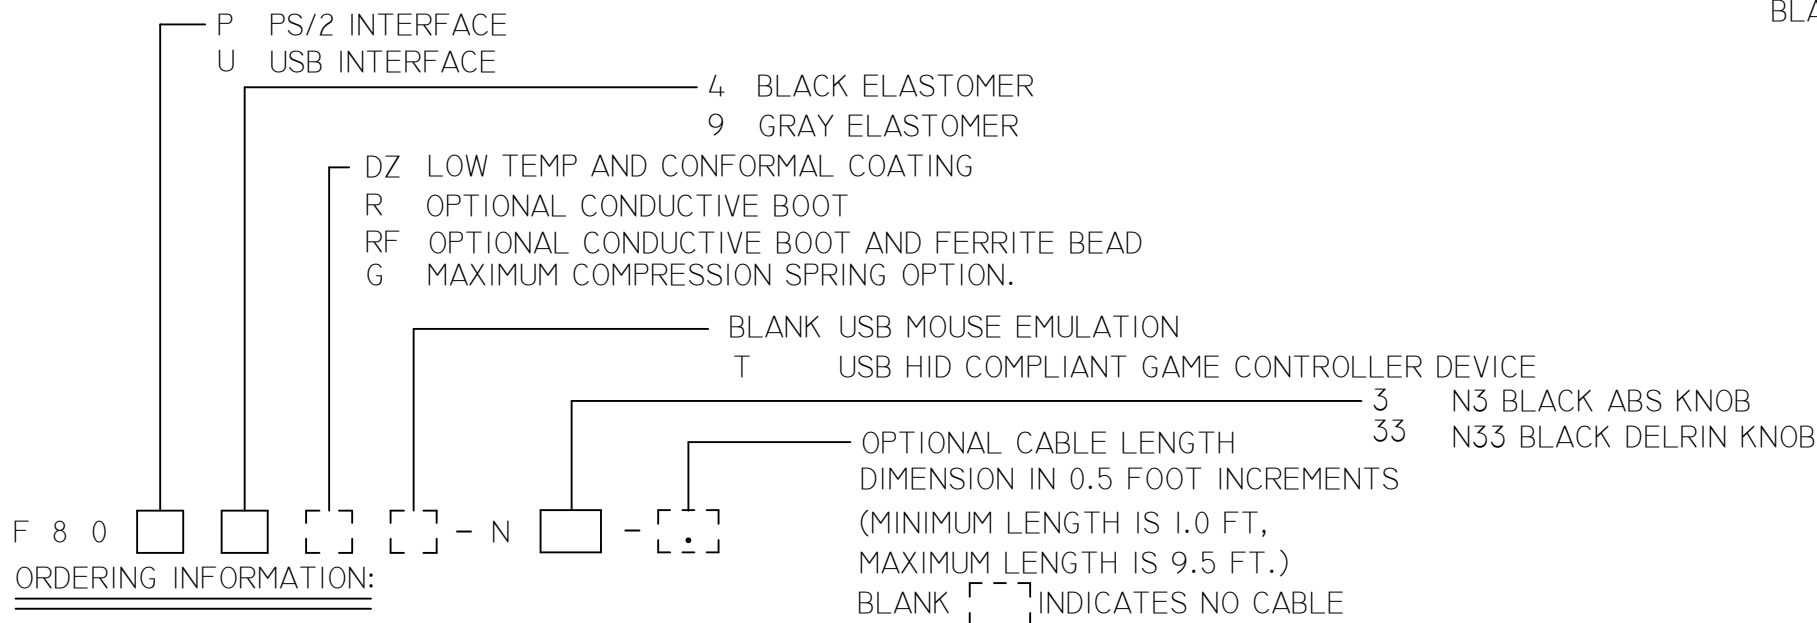 BLA
P PS/2 INTERFACE
U USB INTERFACE
4 BLACK ELASTOMER
9 GRAY ELASTOMER
DZ LOW TEMP AND CONFORMAL COATING
R OPTIONAL CONDUCTIVE BOOT
RF OPTIONAL CONDUCTIVE BOOT AND FERRITE BEAD
G MAXIMUM COMPRESSION SPRING OPTION.
BLANK USB MOUSE EMULATION
T USB HID COMPLIANT GAME CONTROLLER DEVICE
3 N3 BLACK ABS KNOB
33 N33 BLACK DELRIN KNOB
OPTIONAL CABLE LENGTH
DIMENSION IN 0.5 FOOT INCREMENTS
(MINIMUM LENGTH IS 1.0 FT,
MAXIMUM LENGTH IS 9.5 FT.)
BLANK INDICATES NO CABLE
F 8 0 - N - .
ORDERING INFORMATION: